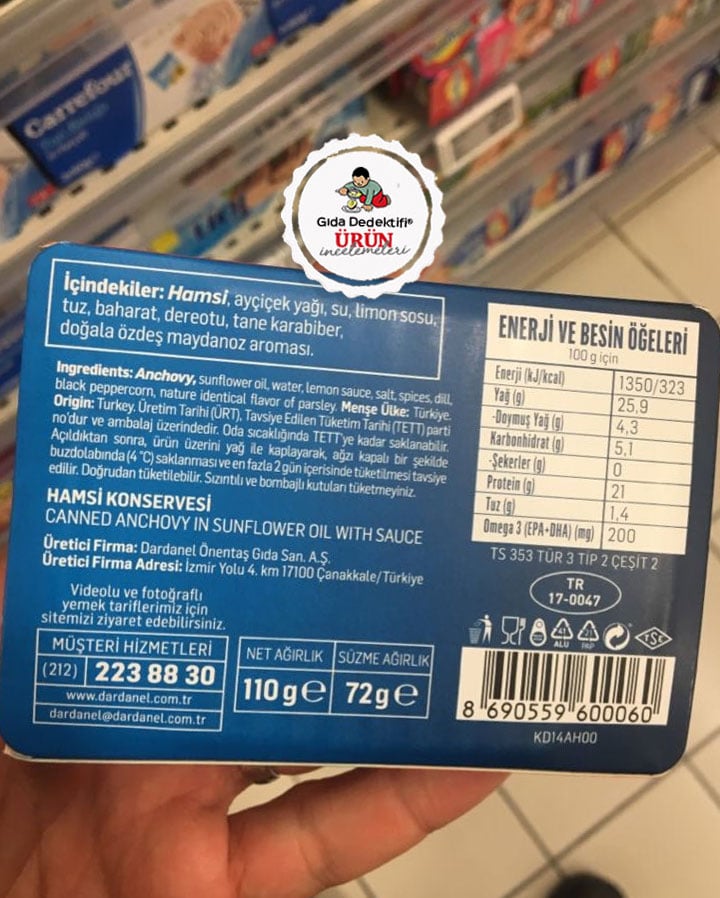 Carrefour
Gıda Dedektifi®
ÜRÜN
incelemeleri
İçindekiler: Hamsi, ayçiçek yağı, su, limon sosu,
tuz, baharat, dereotu, tane karabiber,
doğala özdeş maydanoz aroması.
Ingredients: Anchovy, sunflower oil, water, lemon sauce, salt, spices, dill,
black peppercorn, nature identical flavor of parsley. Menşe Ülke: Türkiye.
Origin: Turkey. Üretim Tarihi (ÜRT), Tavsiye Edilen Tüketim Tarihi (TETT) parti
no'dur ve ambalaj üzerindedir. Oda sıcaklığında TETT'ye kadar saklanabilir.
Açıldıktan sonra, ürün üzerini yağ ile kaplayarak, ağzı kapalı bir şekilde
buzdolabında (4 °C) saklanması ve en fazla 2 gün içerisinde tüketilmesi tavsiye
edilir. Doğrudan tüketilebilir. Sızıntılı ve bombajlı kutuları tüketmeyiniz.
HAMSİ KONSERVESİ
CANNED ANCHOVY IN SUNFLOWER OIL WITH SAUCE
Üretici Firma: Dardanel Önentaş Gıda San. A.Ş.
Üretici Firma Adresi: İzmir Yolu 4. km 17100 Çanakkale/Türkiye
Videolu ve fotoğraflı
yemek tariflerimiz için
sitemizi ziyaret edebilirsiniz.
MÜŞTERİ HİZMETLERİ
(212) 223 88 30
www.dardanel.com.tr
dardanel@dardanel.com.tr
NET AĞIRLIK SÜZME AĞIRLIK
110 g e 72 g e
ENERJİ VE BESİN ÖĞELERİ
100 g için
Enerji (kJ/kcal) 1350/323
Yağ (g) 25,9
-Doymuş Yağ (g) 4,3
Karbonhidrat (g) 5,1
-Şekerler (g) 0
Protein (g) 21
Tuz (g) 1,4
Omega 3 (EPA+DHA) (mg) 200
TS 353 TÜR 3 TİP 2 ÇEŞİT 2
TR
17-0047
41
ALU
TSE
8 690559 600060
KD14AH00